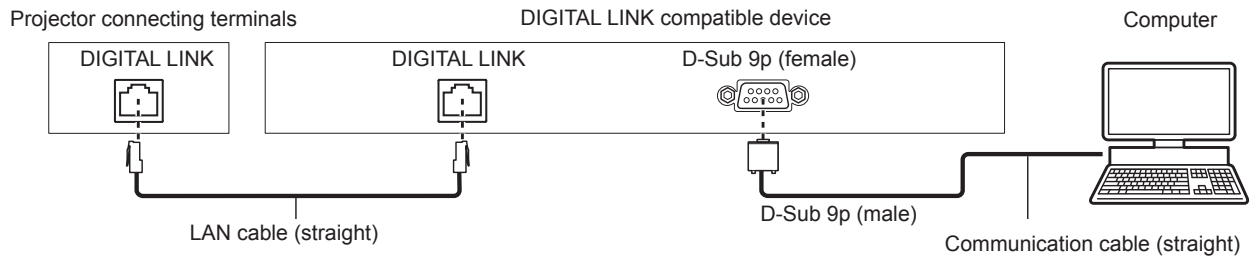 Projector connecting terminals
DIGITAL LINK compatible device
Computer
DIGITAL LINK
DIGITAL LINK
D-Sub 9p (female)
D-Sub 9p (male)
LAN cable (straight)
Communication cable (straight)